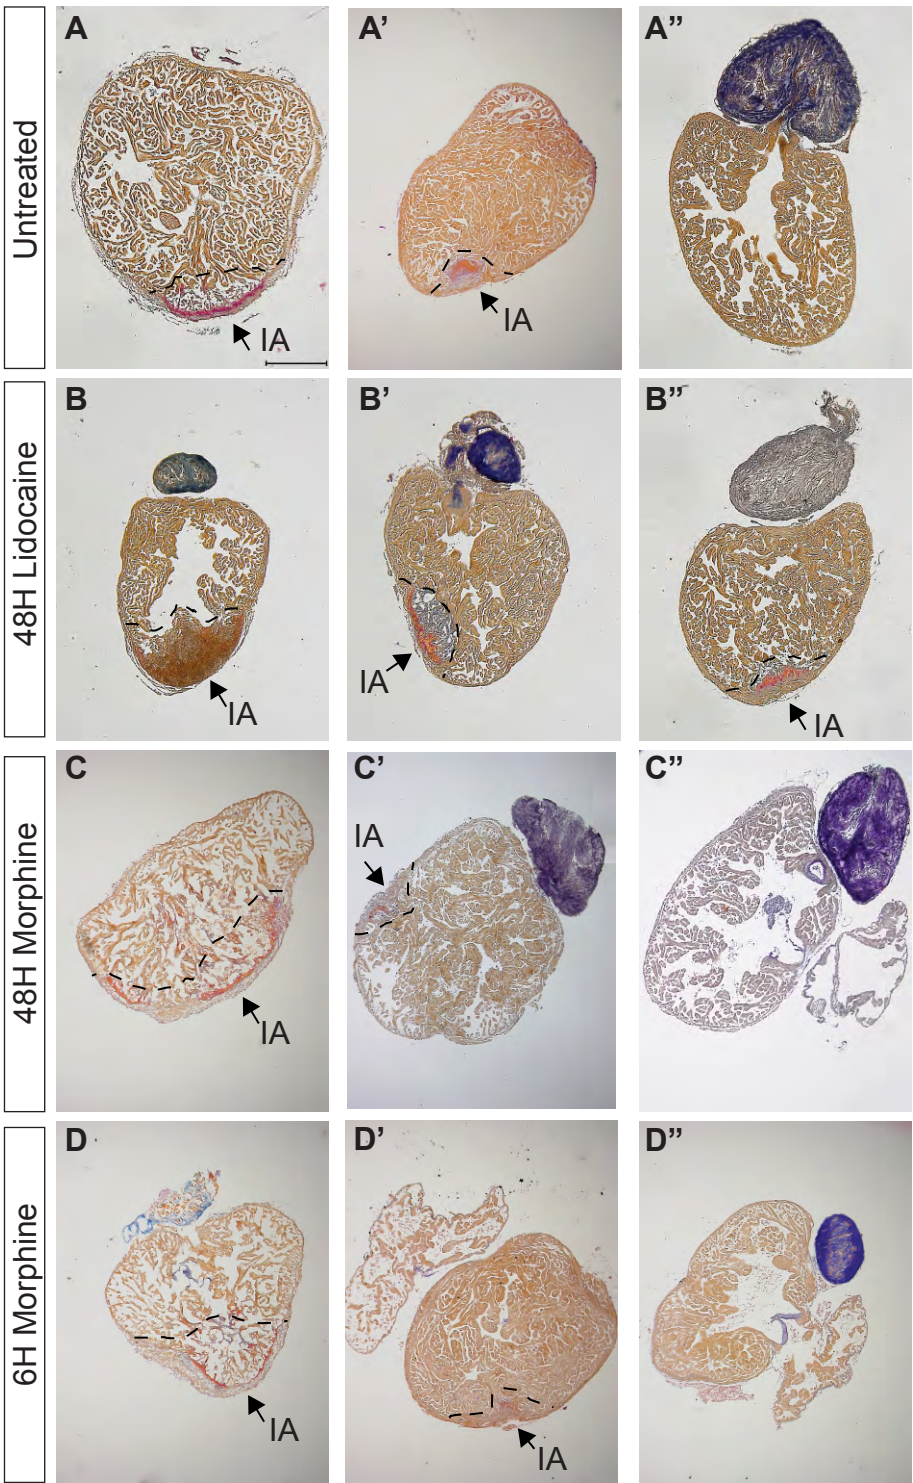 Untreated
A
IA
A’
IA
A’’
48H Lidocaine
B
IA
B’
IA
B’’
IA
48H Morphine
C
IA
C’
IA
C’’
6H Morphine
D
IA
D’
IA
D’’